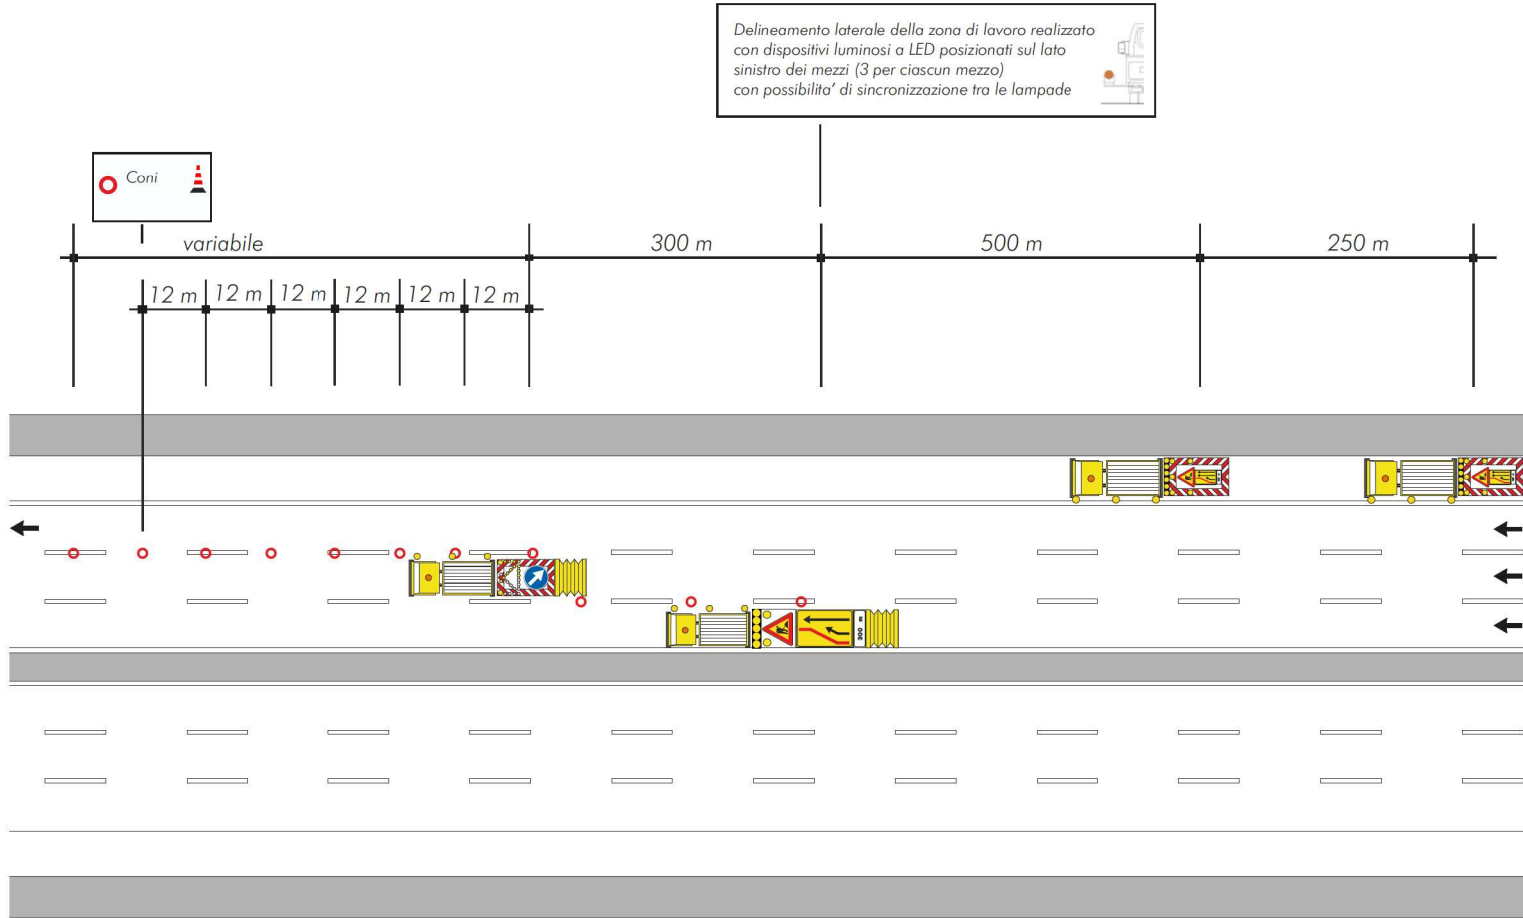 Delineamento laterale della zona di lavoro realizzato
con dispositivi luminosi a LED posizionati sul lato
sinistro dei mezzi (3 per ciascun mezzo)
con possibilita' di sincronizzazione tra le lampade
Coni
variabile
300 m
500 m
250 m
12 m
12 m
12 m
12 m
12 m
12 m
300 m